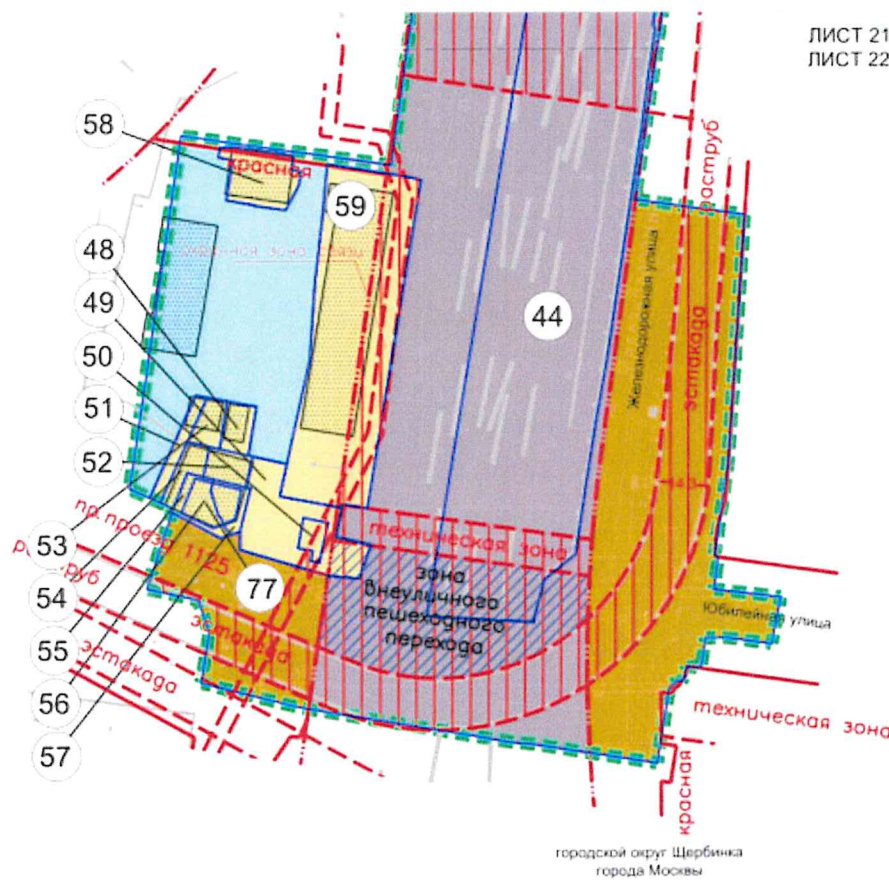 ЛИСТ 21
ЛИСТ 22
58
красная
59
раструб
48
49
44
Железнодорожная улица
эстакада
50
51
52
пр.проезд 1125
техническая зона
53
зона
внеуличного
пешеходного
перехода
54
77
Юбилейная улица
эстакада
55
эстакада
56
техническая зона
57
красная
городской округ Щербинка
города Москвы